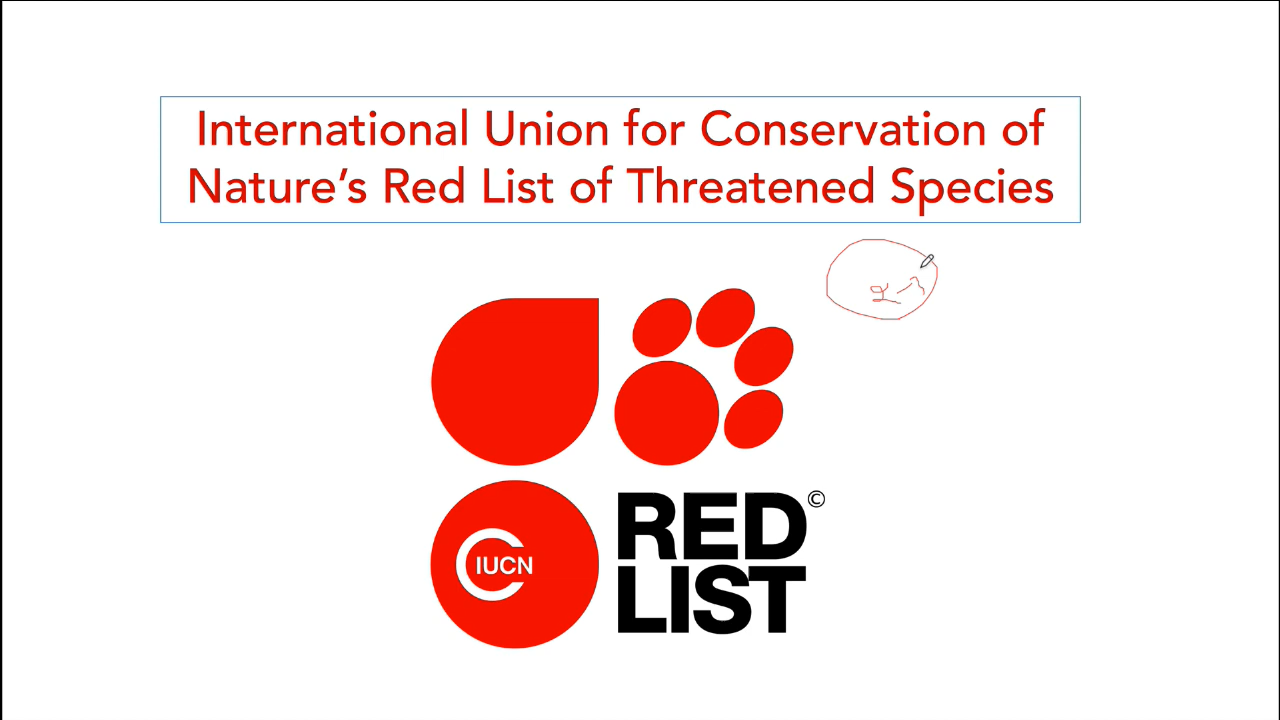 International Union for Conservation of
Nature’s Red List of Threatened Species
RED©
LIST
IUCN